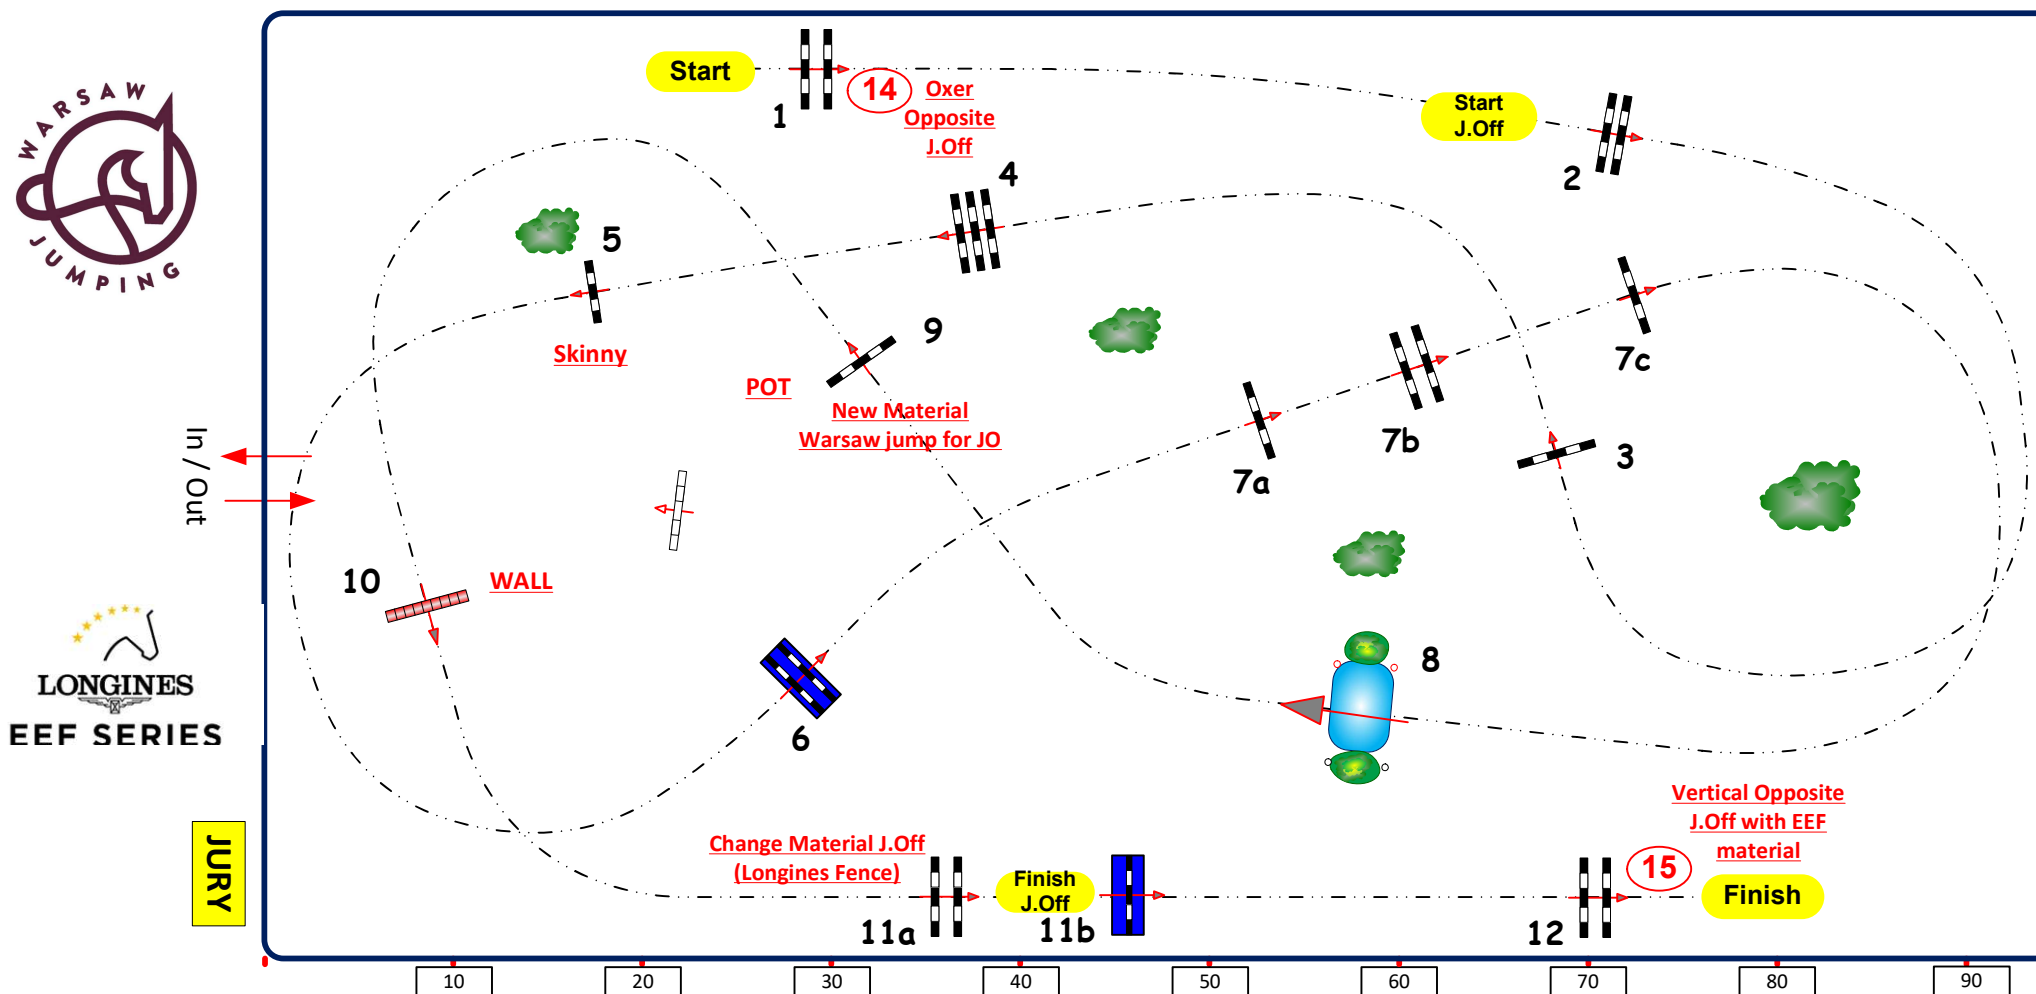 WARSAW
JUMPING
Start
1
14
Oxer
Opposite
J.Off
Start
J.Off
2
4
5
Skinny
9
POT
New Material
Warsaw jump for JO
7a
7b
7c
3
In / Out
10
WALL
6
8
LONGINES
EEF SERIES
JURY
Change Material J.Off
(Longines Fence)
11a
Finish
J.Off
11b
12
15
Vertical Opposite
J.Off with EEF
material
Finish
10
20
30
40
50
60
70
80
90